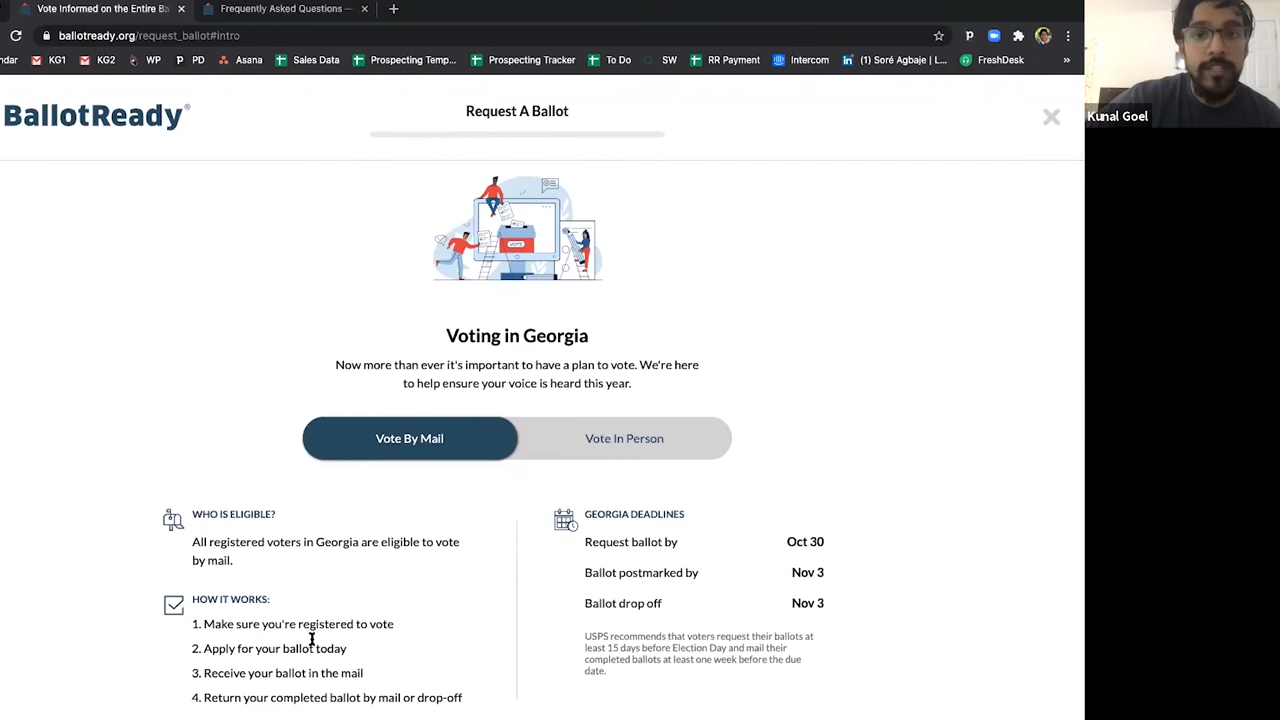 Vote Informed on the Entire Ba
Frequently Asked Questions —
ballotready.org/request_ballot#intro
ndar KG1 KG2 WP PD Asana Sales Data Prospecting Temp... Prospecting Tracker To Do SW RR Payment Intercom Soré Agbaje | L... FreshDesk
BallotReady®
Request A Ballot
Kunal Goel
VOTE
Voting in Georgia
Now more than ever it's important to have a plan to vote. We're here
to help ensure your voice is heard this year.
Vote By Mail
Vote In Person
WHO IS ELIGIBLE?
All registered voters in Georgia are eligible to vote
by mail.
HOW IT WORKS:
1. Make sure you're registered to vote
2. Apply for your ballot today
3. Receive your ballot in the mail
4. Return your completed ballot by mail or drop-off
GEORGIA DEADLINES
Request ballot by Oct 30
Ballot postmarked by Nov 3
Ballot drop off Nov 3
USPS recommends that voters request their ballots at
least 15 days before Election Day and mail their
completed ballots at least one week before the due
date.